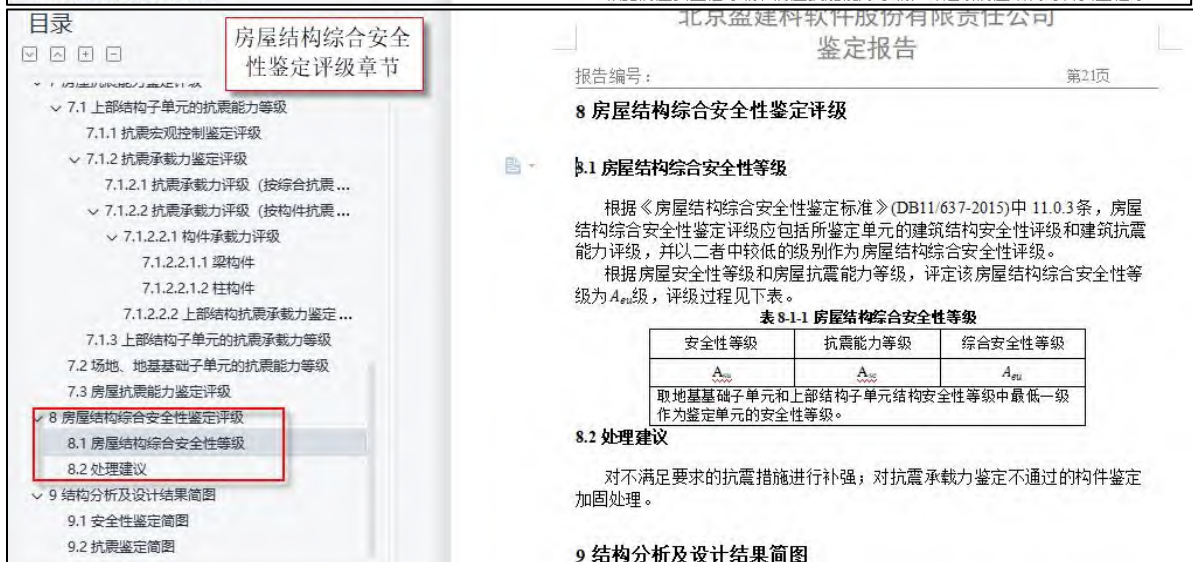 目录
房屋结构综合安全
性鉴定评级章节
7.1 上部结构子单元的抗震能力等级
7.1.1 抗震宏观控制鉴定评级
7.1.2 抗震承载力鉴定评级
7.1.2.1 抗震承载力评级（按综合抗震...
7.1.2.2 抗震承载力评级（按构件抗震...
7.1.2.2.1 构件承载力评级
7.1.2.2.1.1 梁构件
7.1.2.2.1.2 柱构件
7.1.2.2.2 上部结构抗震承载力鉴定...
7.1.3 上部结构子单元的抗震承载力等级
7.2 场地、地基基础子单元的抗震能力等级
7.3 房屋抗震能力鉴定评级
8 房屋结构综合安全性鉴定评级
8.1 房屋结构综合安全性等级
8.2 处理建议
9 结构分析及设计结果简图
9.1 安全性鉴定简图
9.2 抗震鉴定简图
北京盈建科软件股份有限责任公司
鉴定报告
报告编号：
第21页
8 房屋结构综合安全性鉴定评级
8.1 房屋结构综合安全性等级
根据《房屋结构综合安全性鉴定标准》(DB11/637-2015)中 11.0.3条，房屋
结构综合安全性鉴定评级应包括所鉴定单元的建筑结构安全性评级和建筑抗震
能力评级，并以二者中较低的级别作为房屋结构综合安全性评级。
根据房屋安全性等级和房屋抗震能力等级，评定该房屋结构综合安全性等
级为Aeu级，评级过程见下表。
表 8-1-1 房屋结构综合安全性等级
安全性等级 抗震能力等级 综合安全性等级
Asu Ase Aeu
取地基基础子单元和上部结构子单元结构安全性等级中最低一级
作为鉴定单元的安全性等级。
8.2 处理建议
对不满足要求的抗震措施进行补强；对抗震承载力鉴定不通过的构件鉴定
加固处理。
9 结构分析及设计结果简图